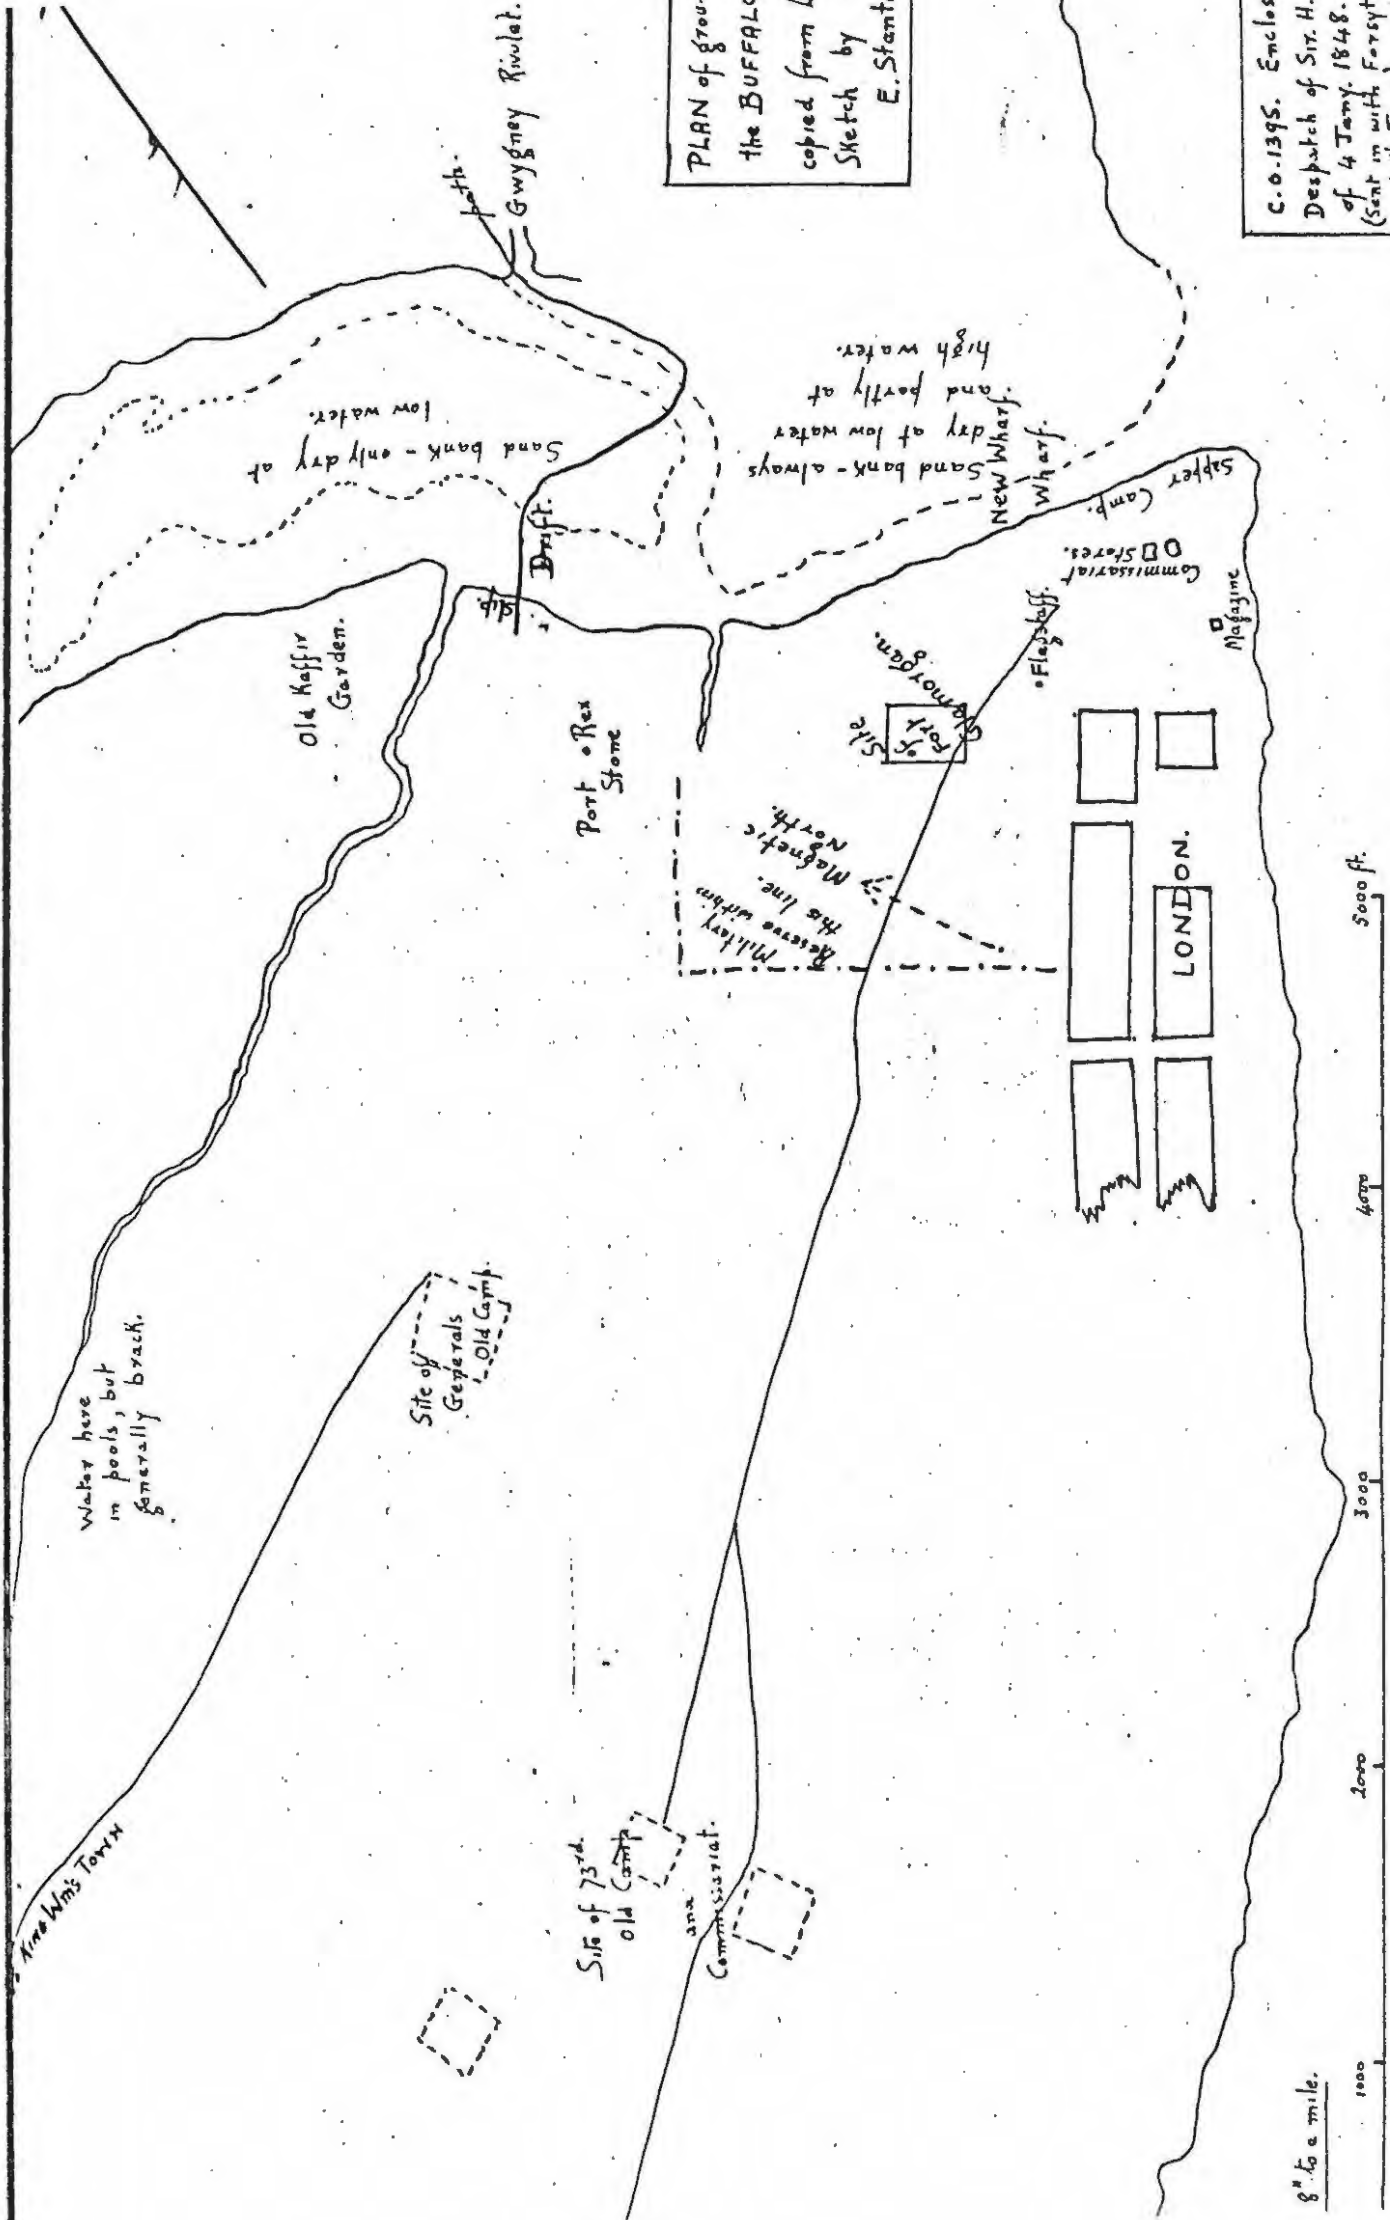 path.
Gwygney Rivulet.
PLAN of grou
the BUFFALO
copied from
Sketch by
E. Stant
C.O. 1395. Enclos
Despatch of Sir. H.
of 4 Jany. 1848.
(Sent in with Forsyt
Sand bank - only dry at
low water.
Sand bank - always
dry at low water
and partly at
high water.
New Wharf.
Wharf.
Slip.
Drift.
Old Kaffir
Garden.
Port Rex
Stone
Site
of
Fort
Glamorgan.
Flagstaff.
Commissariat
Stores.
Sapper
Camp.
Magazine
Military
Reserve within
this line.
Magnetic
North.
LONDON.
Water here
in pools, but
generally brack.
Site of
Generals
Old Camp.
KING Wm's TOWN
Site of 73rd.
Old Camp
and
Commissariat.
8" to a mile.
1000
2000
3000
4000
5000 ft.